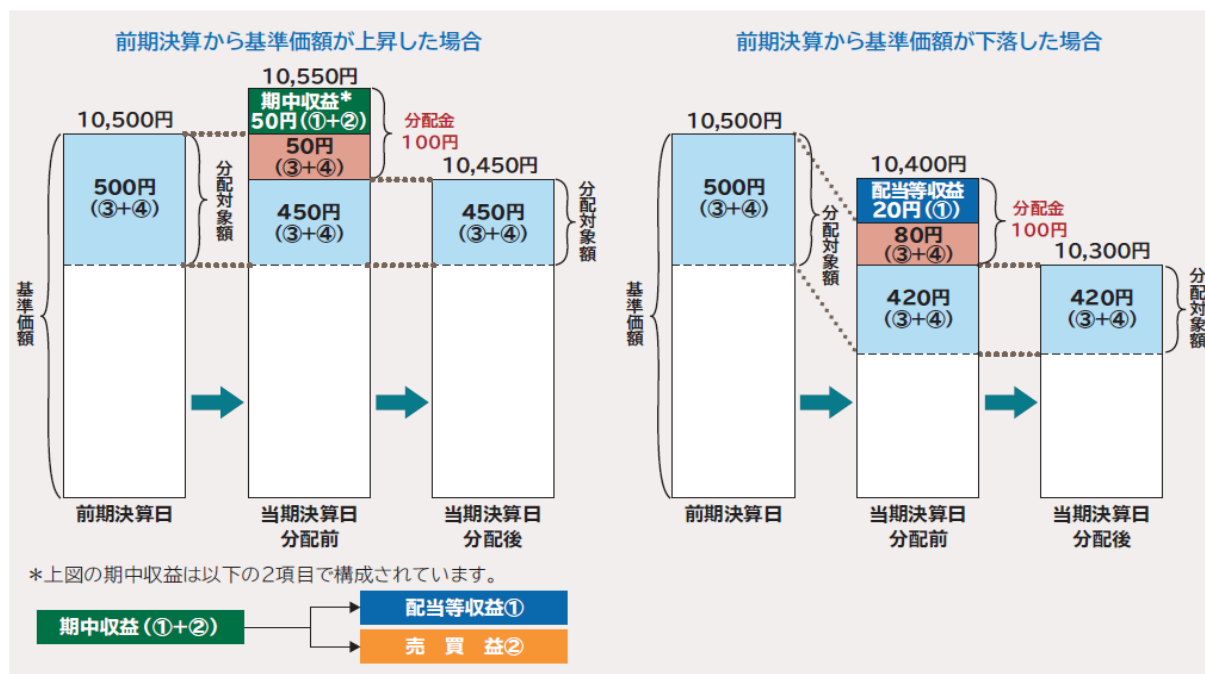 前期決算から基準価額が上昇した場合
10,550円
期中収益*
50円(①+②)
10,500円
分配金
100円
50円
(③+④)
10,450円
500円
(③+④)
分配対象額
450円
(③+④)
450円
(③+④)
分配対象額
基準価額
前期決算日
当期決算日
分配前
当期決算日
分配後
前期決算から基準価額が下落した場合
10,500円
10,400円
500円
(③+④)
配当等収益
20円(①)
分配金
100円
分配対象額
80円
(③+④)
10,300円
420円
(③+④)
420円
(③+④)
分配対象額
基準価額
前期決算日
当期決算日
分配前
当期決算日
分配後
*上図の期中収益は以下の2項目で構成されています。
期中収益(①+②)
配当等収益①
売 買 益②